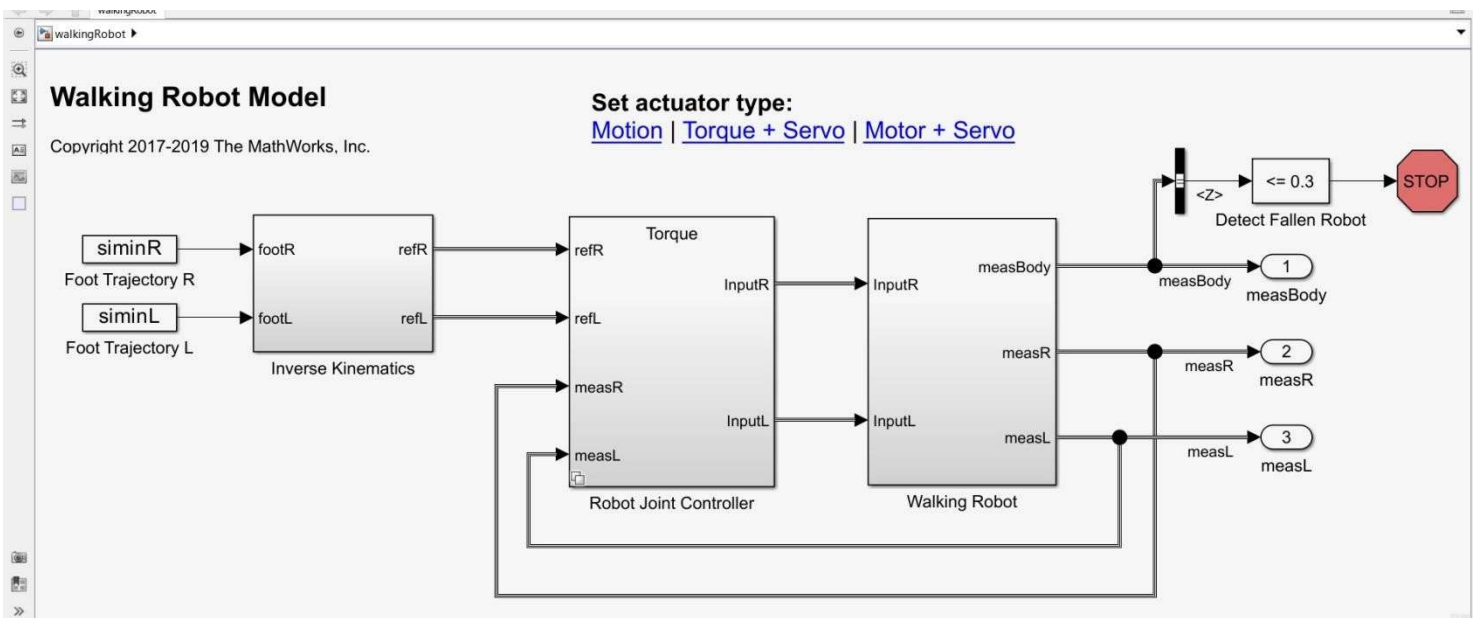 walkingRobot
walkingRobot
Walking Robot Model
Copyright 2017-2019 The MathWorks, Inc.
Set actuator type:
Motion | Torque + Servo | Motor + Servo
<Z>
<= 0.3
STOP
Detect Fallen Robot
siminR
Foot Trajectory R
siminL
Foot Trajectory L
footR
refR
footL
refL
Inverse Kinematics
Torque
refR
InputR
refL
measR
InputL
measL
Robot Joint Controller
measBody
InputR
measR
InputL
measL
Walking Robot
measBody
1
measBody
measR
2
measR
measL
3
measL